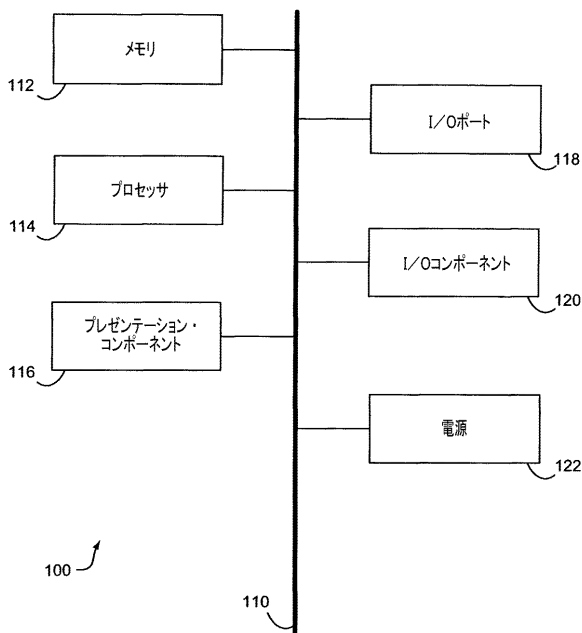 メモリ
112
I/Oポート
118
プロセッサ
114
I/Oコンポーネント
120
プレゼンテーション・
コンポーネント
116
電源
122
100
110